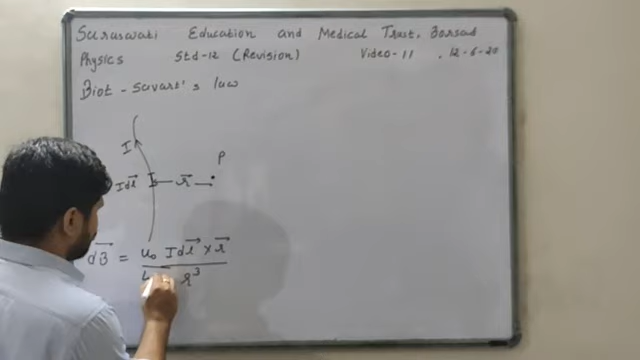 Saraswati Education and Medical Trust, Borsad
Physics Std-12 (Revision) Video-11 . 12-6-20
Biot-Savart's law
I
P
Idl→ r→
dB→ = μ₀ Idl→ × r→
r³